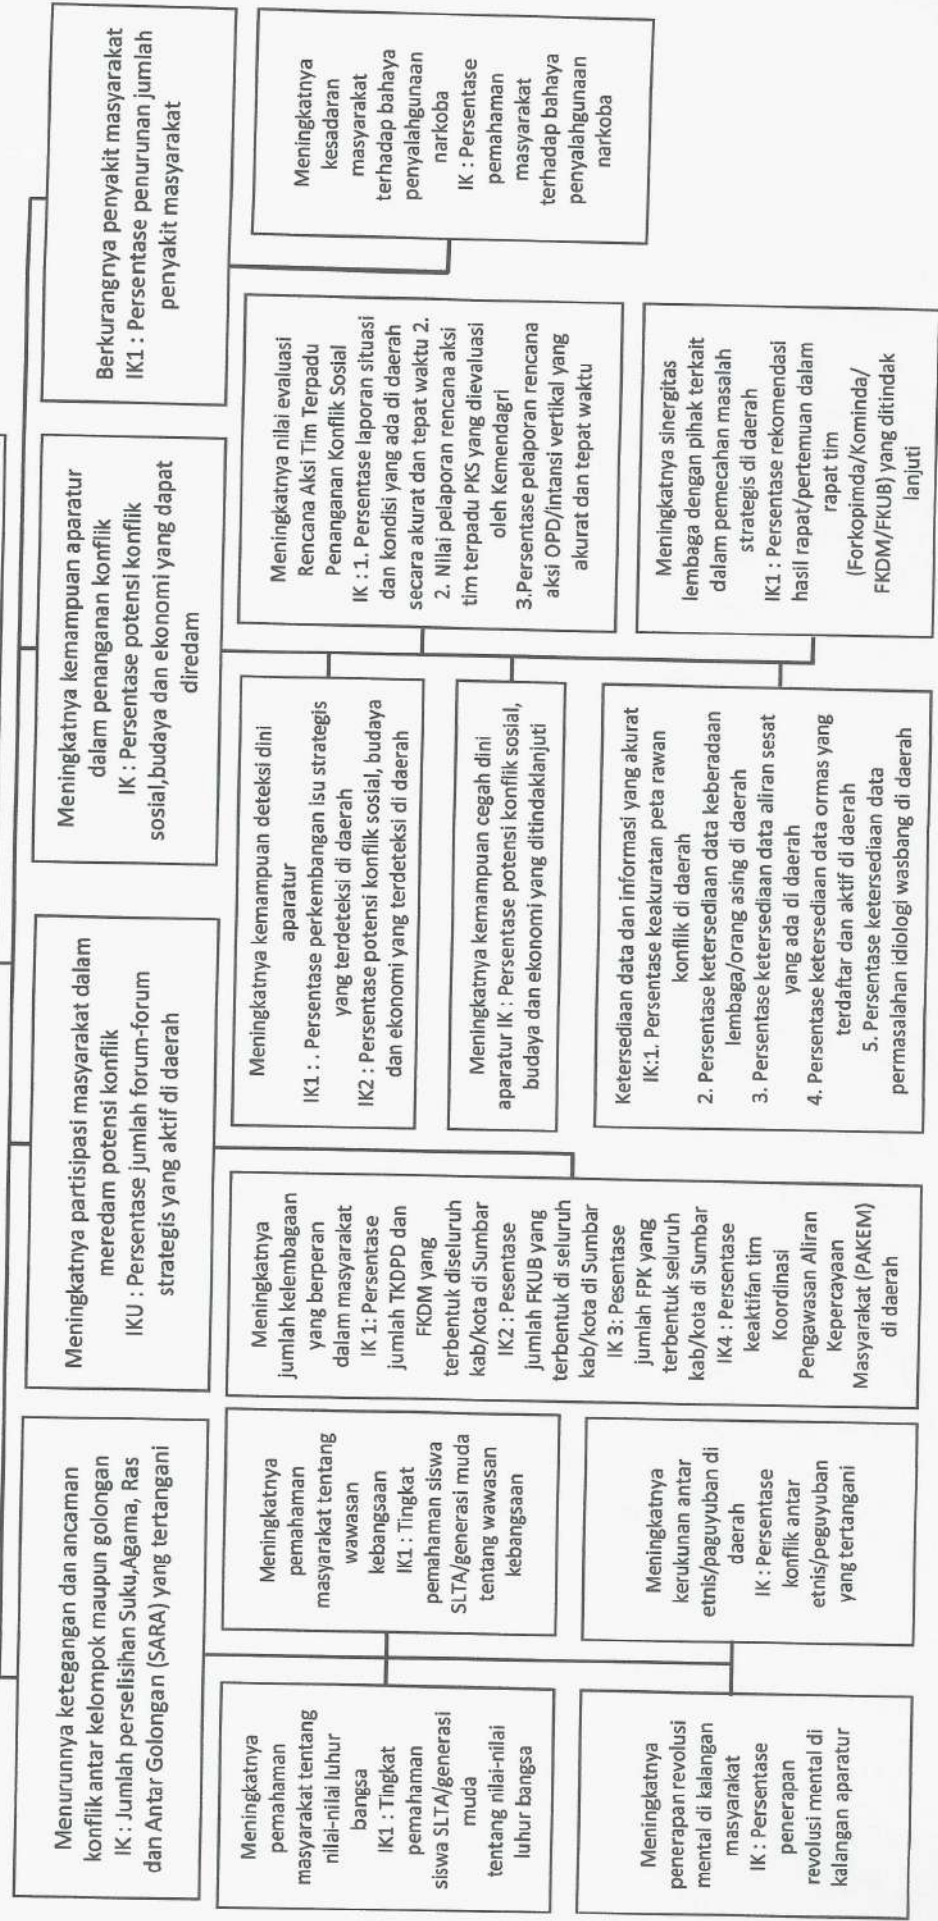 Menurunnya ketegangan dan ancaman
konflik antar kelompok maupun golongan
IK : Jumlah perselisihan Suku,Agama, Ras
dan Antar Golongan (SARA) yang tertangani
Meningkatnya partisipasi masyarakat dalam
meredam potensi konflik
IKU : Persentase jumlah forum-forum
strategis yang aktif di daerah
Meningkatnya kemampuan aparatur
dalam penanganan konflik
IK : Persentase potensi konflik
sosial,budaya dan ekonomi yang dapat
diredam
Berkurangnya penyakit masyarakat
IK1 : Persentase penurunan jumlah
penyakit masyarakat
Meningkatnya
pemahaman
masyarakat tentang
nilai-nilai luhur
bangsa
IK1 : Tingkat
pemahaman
siswa SLTA/generasi
muda
tentang nilai-nilai
luhur bangsa
Meningkatnya
pemahaman
masyarakat tentang
wawasan
kebangsaan
IK1 : Tingkat
pemahaman siswa
SLTA/generasi muda
tentang wawasan
kebangsaan
Meningkatnya
penerapan revolusi
mental di kalangan
masyarakat
IK : Persentase
penerapan
revolusi mental di
kalangan aparatur
Meningkatnya
kerukunan antar
etnis/paguyuban di
daerah
IK : Persentase
konflik antar
etnis/peguyuban
yang tertangani
Meningkatnya
jumlah kelembagaan
yang berperan
dalam masyarakat
IK 1: Persentase
jumlah TKDPD dan
FKDM yang
terbentuk diseluruh
kab/kota di Sumbar
IK2 : Pesentase
jumlah FKUB yang
terbentuk di seluruh
kab/kota di Sumbar
IK 3: Pesentase
jumlah FPK yang
terbentuk seluruh
kab/kota di Sumbar
IK4 : Persentase
keaktifan tim
Koordinasi
Pengawasan Aliran
Kepercayaan
Masyarakat (PAKEM)
di daerah
Meningkatnya kemampuan deteksi dini
aparatur
IK1 : . Persentase perkembangan isu strategis
yang terdeteksi di daerah
IK2 : Persentase potensi konflik sosial, budaya
dan ekonomi yang terdeteksi di daerah
Meningkatnya kemampuan cegah dini
aparatur IK : Persentase potensi konflik sosial,
budaya dan ekonomi yang ditindaklanjuti
Ketersediaan data dan informasi yang akurat
IK:1. Persentase keakuratan peta rawan
konflik di daerah
2. Persentase ketersediaan data keberadaan
lembaga/orang asing di daerah
3. Persentase ketersediaan data aliran sesat
yang ada di daerah
4. Persentase ketersediaan data ormas yang
terdaftar dan aktif di daerah
5. Persentase ketersediaan data
permasalahan idiologi wasbang di daerah
Meningkatnya nilai evaluasi
Rencana Aksi Tim Terpadu
Penanganan Konflik Sosial
IK : 1. Persentase laporan situasi
dan kondisi yang ada di daerah
secara akurat dan tepat waktu 2.
2. Nilai pelaporan rencana aksi
tim terpadu PKS yang dievaluasi
oleh Kemendagri
3.Persentase pelaporan rencana
aksi OPD/intansi vertikal yang
akurat dan tepat waktu
Meningkatnya sinergitas
lembaga dengan pihak terkait
dalam pemecahan masalah
strategis di daerah
IK1 : Persentase rekomendasi
hasil rapat/pertemuan dalam
rapat tim
(Forkopimda/Kominda/
FKDM/FKUB) yang ditindak
lanjuti
Meningkatnya
kesadaran
masyarakat
terhadap bahaya
penyalahgunaan
narkoba
IK : Persentase
pemahaman
masyarakat
terhadap bahaya
penyalahgunaan
narkoba